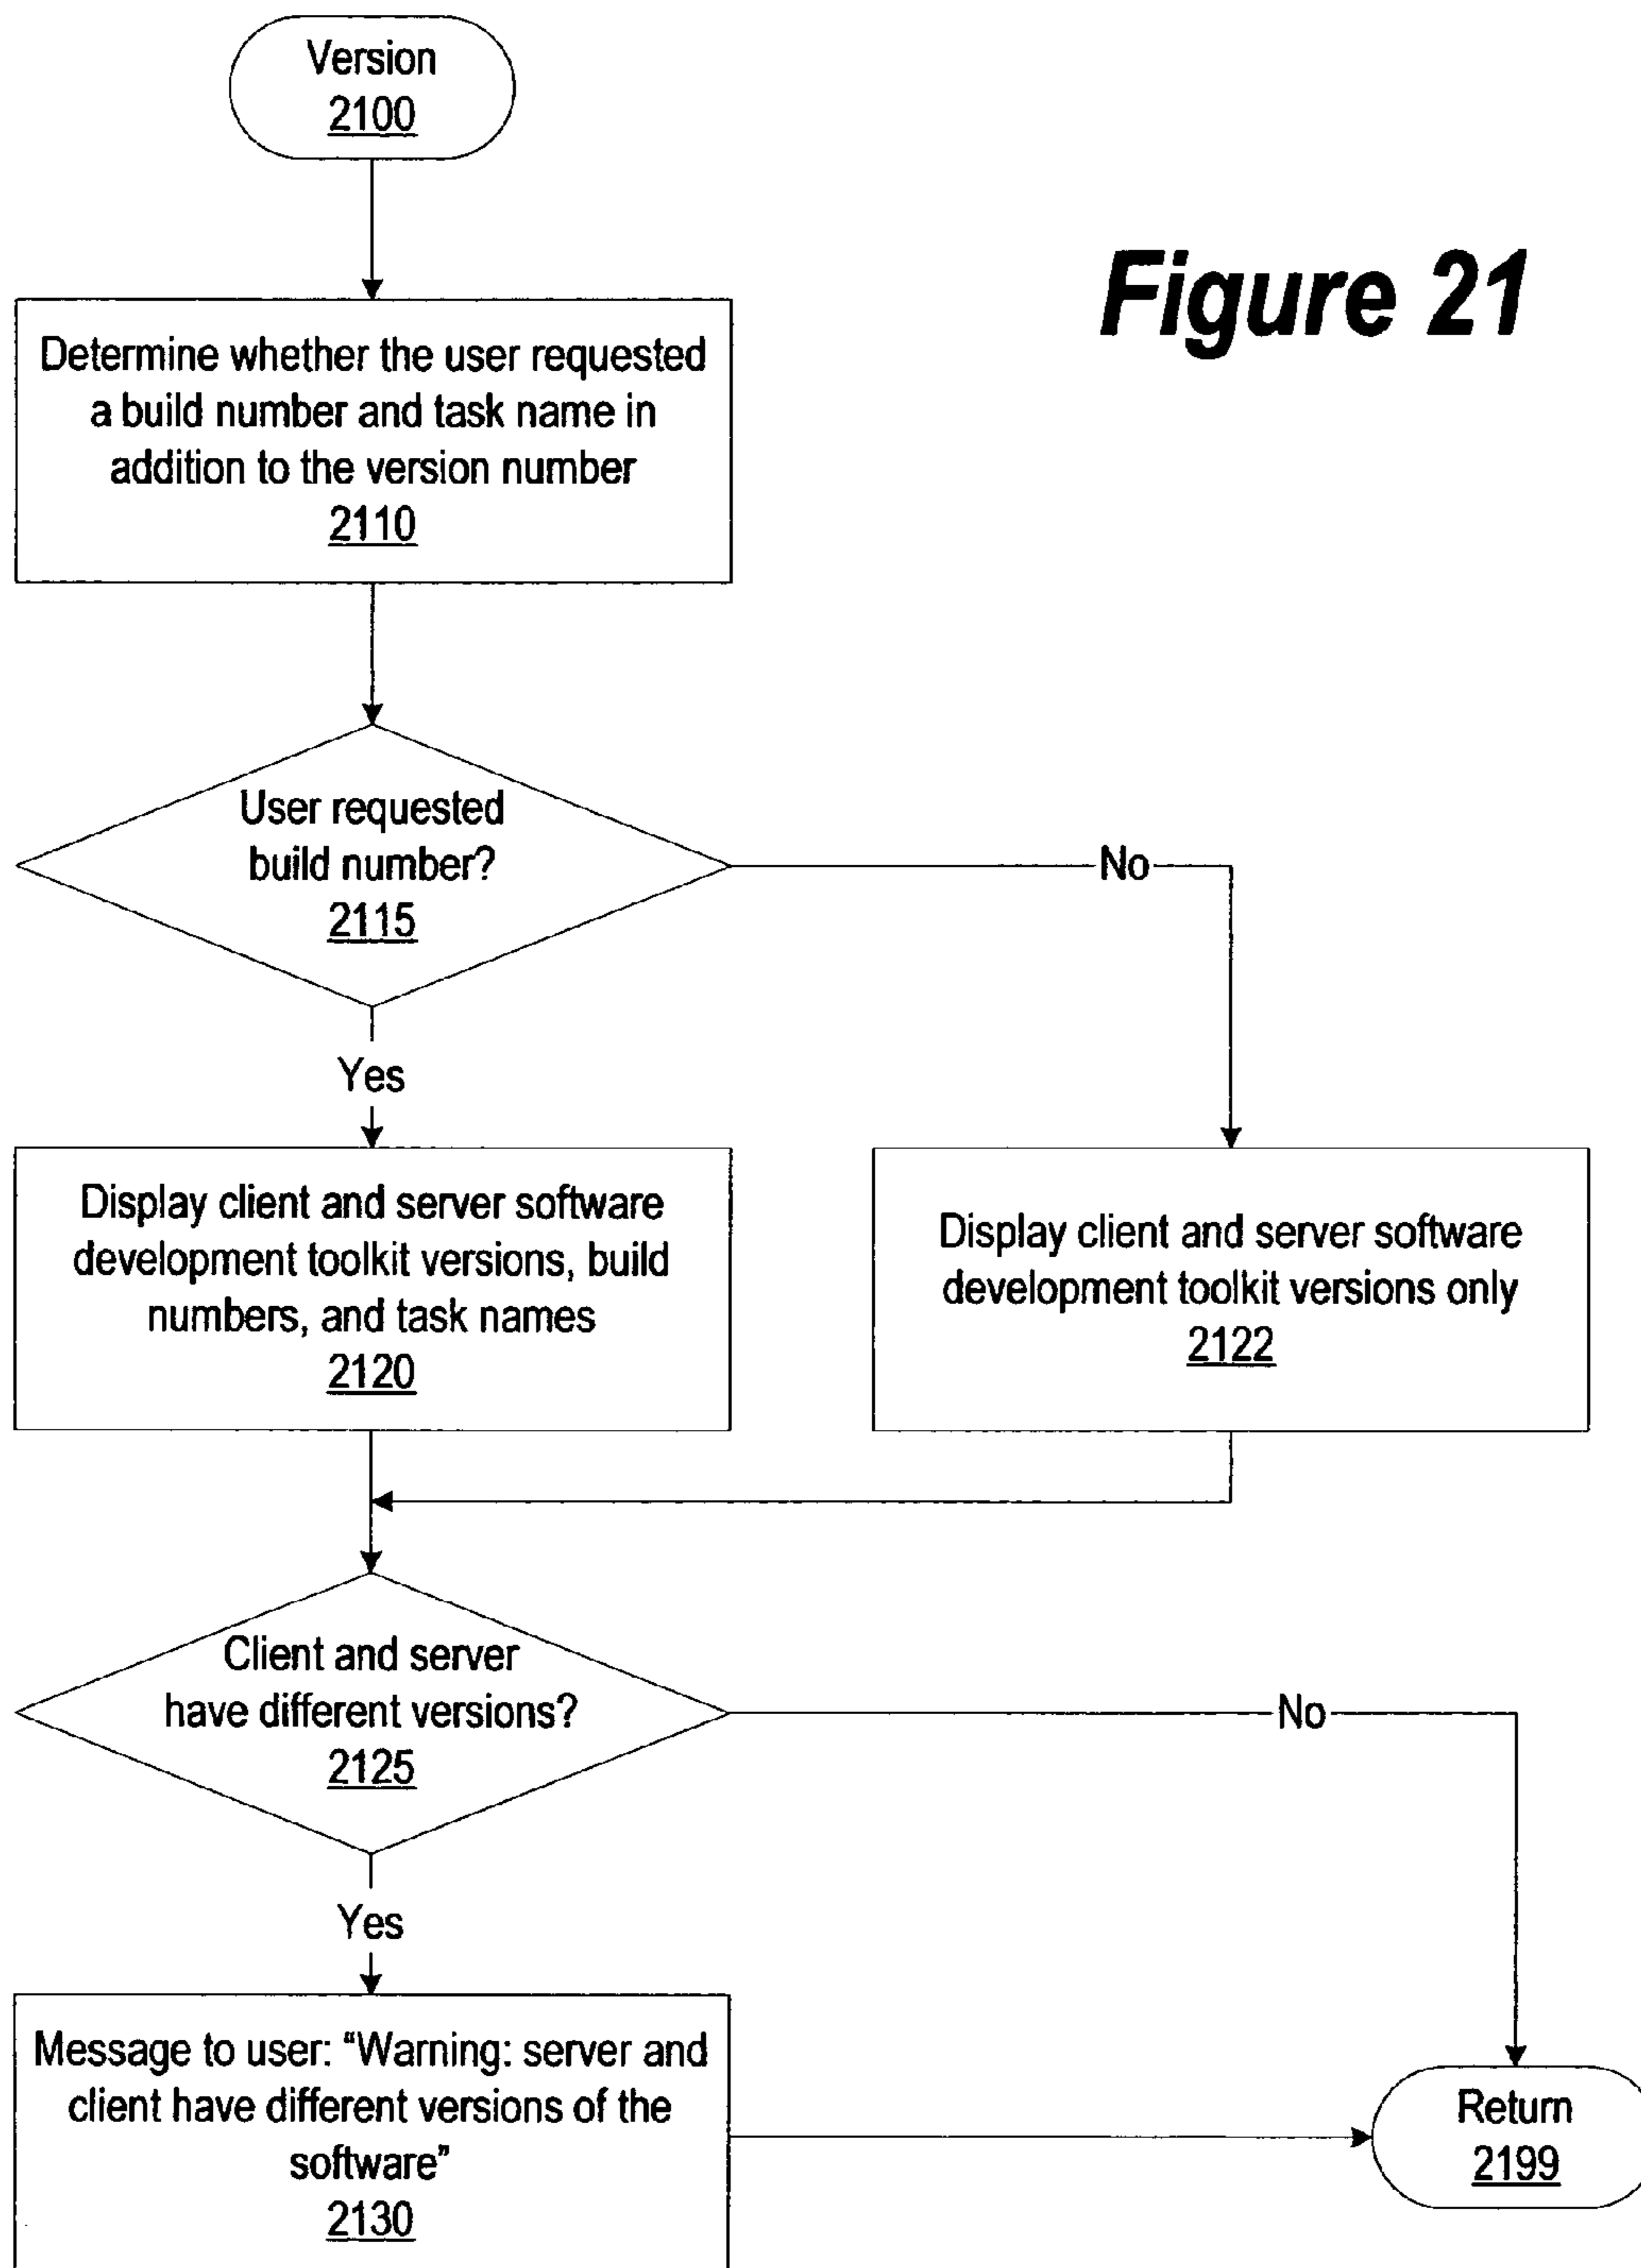 Version
2100
Figure 21
Determine whether the user requested
a build number and task name in
addition to the version number
2110
User requested
build number?
2115
No
Yes
Display client and server software
development toolkit versions, build
numbers, and task names
2120
Display client and server software
development toolkit versions only
2122
Client and server
have different versions?
2125
No
Yes
Message to user: “Warning: server and
client have different versions of the
software”
2130
Return
2199